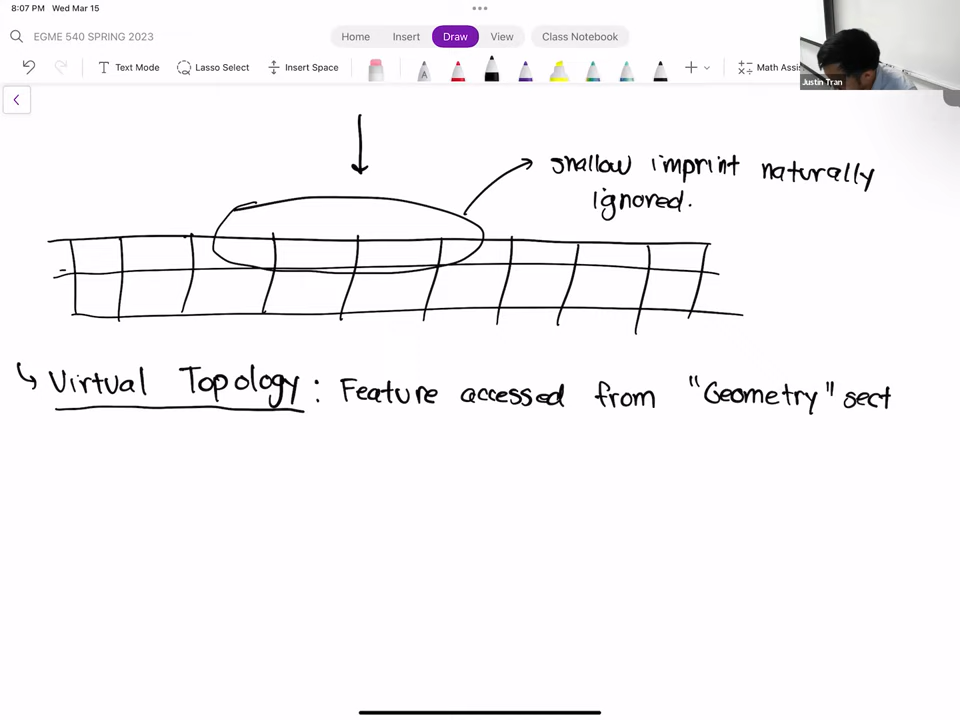 8:07 PM Wed Mar 15
EGME 540 SPRING 2023
Home Insert Draw View Class Notebook
Text Mode Lasso Select Insert Space Math Assis
Justin Tran
shallow imprint naturally
ignored.
Virtual Topology: Feature accessed from "Geometry" sect